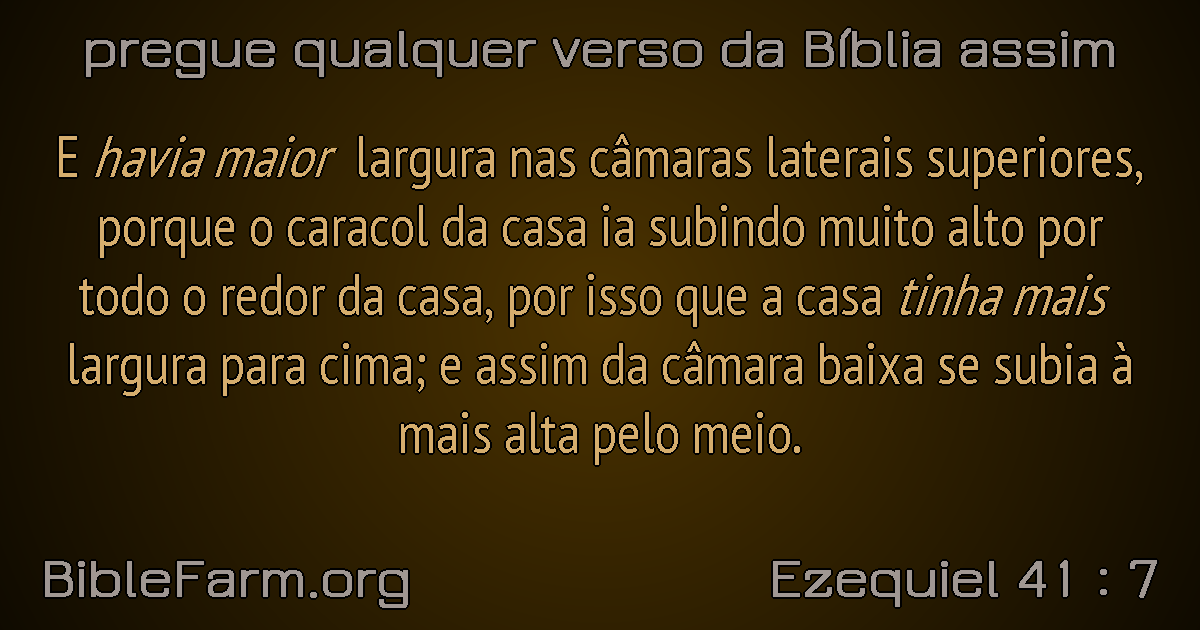 pregue qualquer verso da Bíblia assim
E havia maior largura nas câmaras laterais superiores,
porque o caracol da casa ia subindo muito alto por
todo o redor da casa, por isso que a casa tinha mais
largura para cima; e assim da câmara baixa se subia à
mais alta pelo meio.
BibleFarm.org
Ezequiel 41 : 7